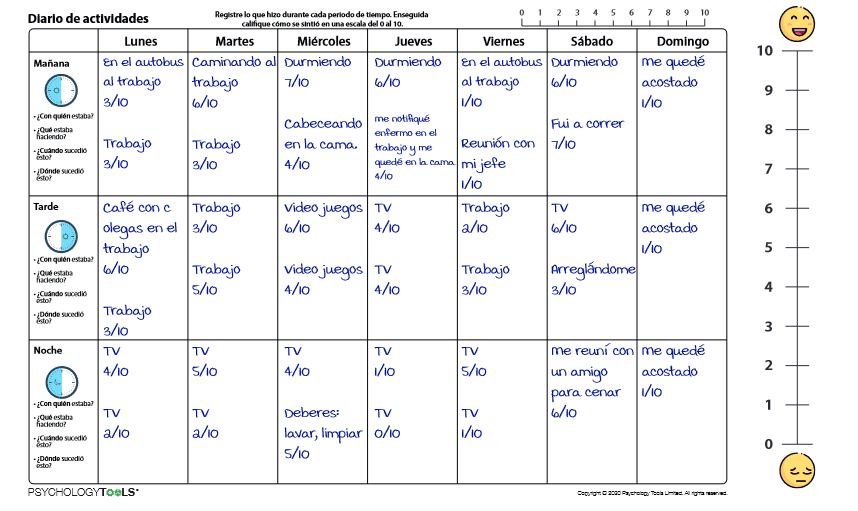 Diario de actividades
Registre lo que hizo durante cada periodo de tiempo. Enseguida
califique cómo se sintió en una escala del 0 al 10.
0 1 2 3 4 5 6 7 8 9 10
Lunes Martes Miércoles Jueves Viernes Sábado Domingo
Mañana
• ¿Con quién estaba?
• ¿Qué estaba
haciendo?
• ¿Cuándo sucedió
esto?
• ¿Dónde sucedió
esto?
En el autobus
al trabajo
3/10
Trabajo
3/10
Caminando al
trabajo
6/10
Trabajo
3/10
Durmiendo
7/10
Cabeceando
en la cama.
4/10
Durmiendo
6/10
me notifiqué
enfermo en el
trabajo y me
quedé en la cama
4/10
En el autobus
al trabajo
1/10
Reunión con
mi jefe
1/10
Durmiendo
6/10
Fui a correr
7/10
me quedé
acostado
1/10
Tarde
• ¿Con quién estaba?
• ¿Qué estaba
haciendo?
• ¿Cuándo sucedió
esto?
• ¿Dónde sucedió
esto?
Café con c
olegas en el
trabajo
6/10
Trabajo
3/10
Trabajo
3/10
Trabajo
5/10
Video juegos
6/10
Video juegos
4/10
TV
4/10
TV
4/10
Trabajo
2/10
Trabajo
3/10
TV
6/10
Arreglándome
3/10
me quedé
acostado
1/10
Noche
• ¿Con quién estaba?
• ¿Qué estaba
haciendo?
• ¿Cuándo sucedió
esto?
• ¿Dónde sucedió
esto?
TV
4/10
TV
2/10
TV
5/10
TV
2/10
TV
4/10
Deberes:
lavar, limpiar
5/10
TV
1/10
TV
0/10
TV
5/10
TV
1/10
me reuní con
un amigo
para cenar
6/10
me quedé
acostado
1/10
10
9
8
7
6
5
4
3
2
1
0
PSYCHOLOGYTOOLS®
Copyright © 2020 Psychology Tools Limited. All rights reserved.